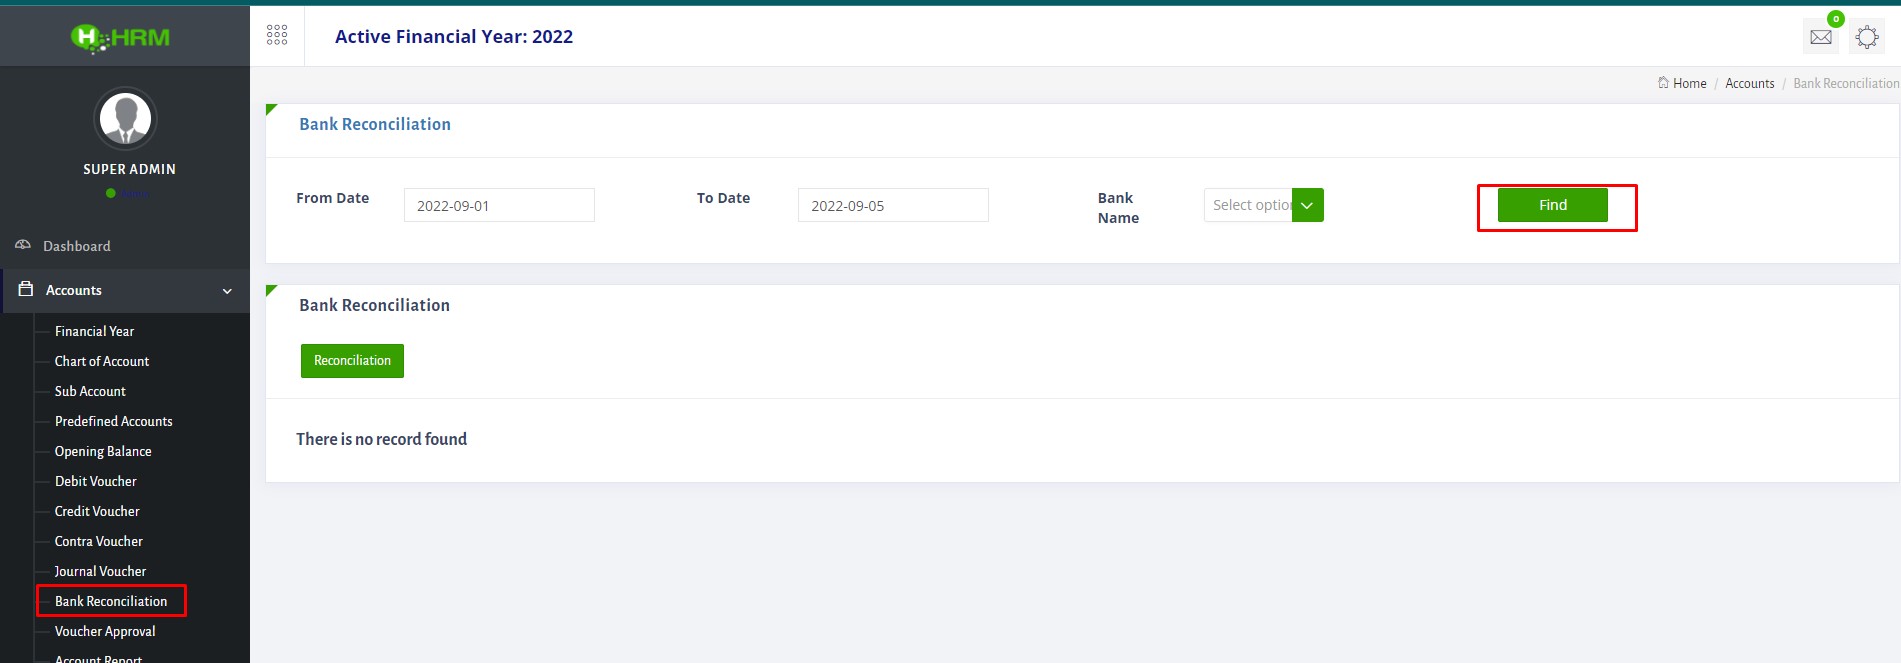 HRM
Active Financial Year: 2022
0
Home / Accounts / Bank Reconciliation
SUPER ADMIN
Bank Reconciliation
From Date
2022-09-01
To Date
2022-09-05
Bank
Name
Select option
Find
Dashboard
Accounts
Financial Year
Chart of Account
Sub Account
Predefined Accounts
Opening Balance
Debit Voucher
Credit Voucher
Contra Voucher
Journal Voucher
Bank Reconciliation
Voucher Approval
Account Report
Bank Reconciliation
Reconciliation
There is no record found